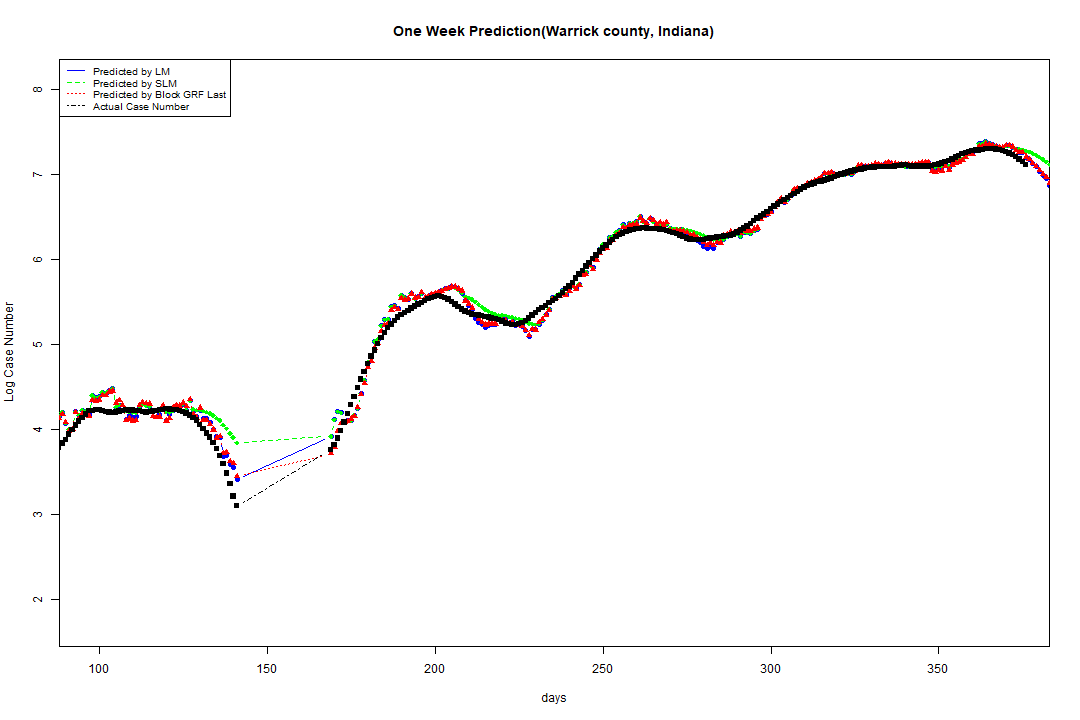 One Week Prediction(Warrick county, Indiana)
Predicted by LM
Predicted by SLM
Predicted by Block GRF Last
Actual Case Number
8
7
6
5
4
3
2
Log Case Number
100 150 200 250 300 350
days